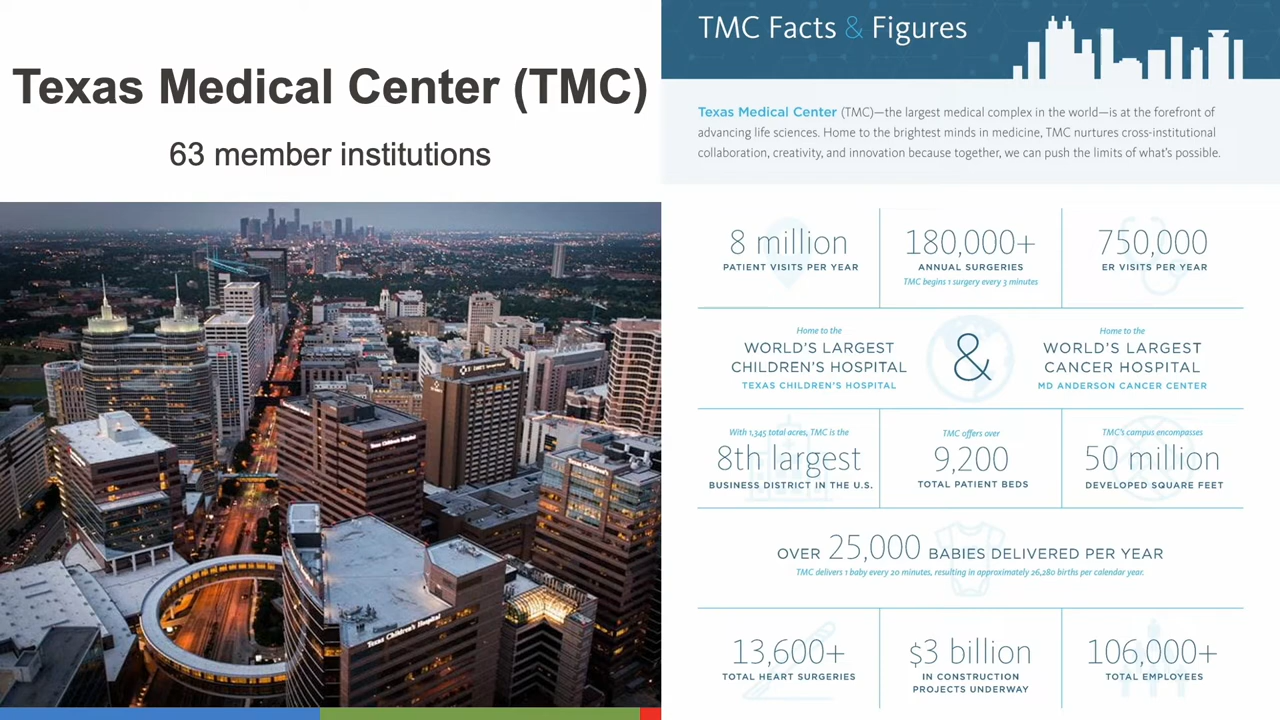 Texas Medical Center (TMC)
63 member institutions
Texas Children's Hospital
Texas Children's
Texas Children's Hospital
TMC Facts & Figures
Texas Medical Center (TMC)—the largest medical complex in the world—is at the forefront of
advancing life sciences. Home to the brightest minds in medicine, TMC nurtures cross-institutional
collaboration, creativity, and innovation because together, we can push the limits of what's possible.
8 million
PATIENT VISITS PER YEAR
180,000+
ANNUAL SURGERIES
TMC begins 1 surgery every 3 minutes
750,000
ER VISITS PER YEAR
Home to the
WORLD'S LARGEST
CHILDREN'S HOSPITAL
TEXAS CHILDREN'S HOSPITAL
&
Home to the
WORLD'S LARGEST
CANCER HOSPITAL
MD ANDERSON CANCER CENTER
With 1,345 total acres, TMC is the
8th largest
BUSINESS DISTRICT IN THE U.S.
TMC offers over
9,200
TOTAL PATIENT BEDS
TMC's campus encompasses
50 million
DEVELOPED SQUARE FEET
OVER 25,000 BABIES DELIVERED PER YEAR
TMC delivers 1 baby every 20 minutes, resulting in approximately 26,280 births per calendar year.
13,600+
TOTAL HEART SURGERIES
$3 billion
IN CONSTRUCTION
PROJECTS UNDERWAY
106,000+
TOTAL EMPLOYEES